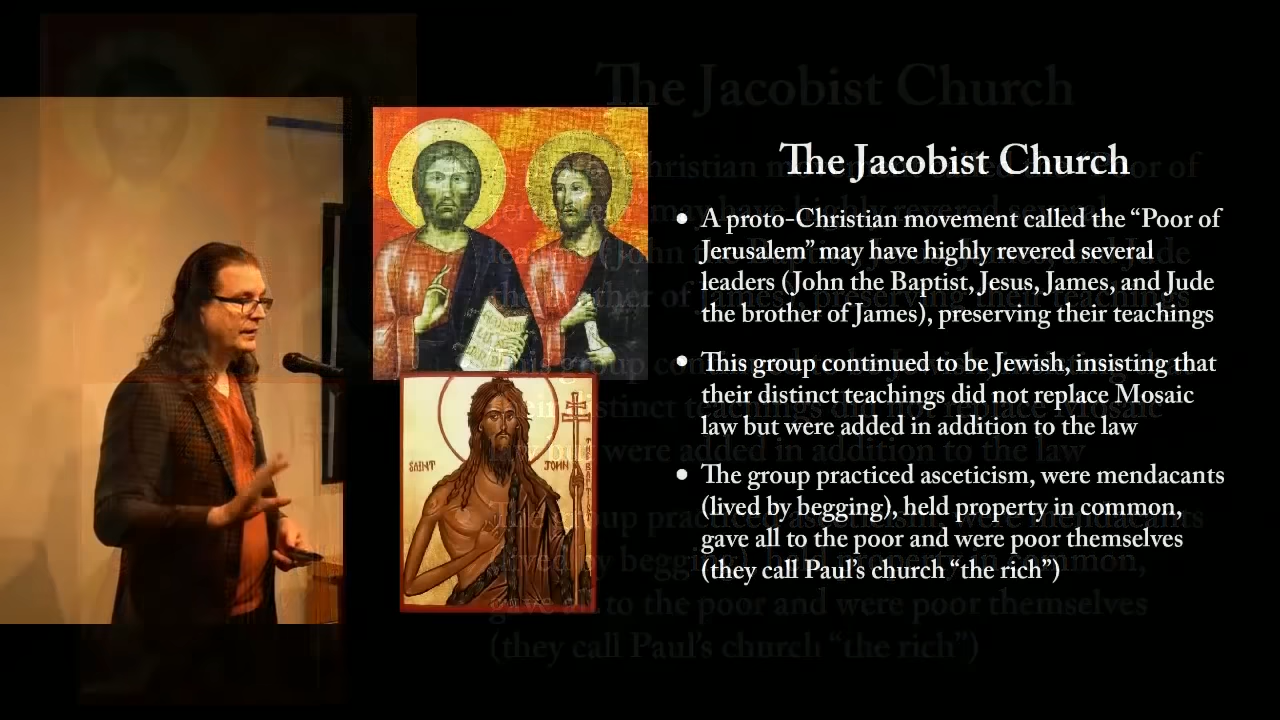 The Jacobist Church
• A proto-Christian movement called the “Poor of
Jerusalem” may have highly revered several
leaders (John the Baptist, Jesus, James, and Jude
the brother of James), preserving their teachings
• This group continued to be Jewish, insisting that
their distinct teachings did not replace Mosaic
law but were added in addition to the law
• The group practiced asceticism, were mendacants
(lived by begging), held property in common,
gave all to the poor and were poor themselves
(they call Paul’s church “the rich”)
SAINT JOHN
THE BAPTIST